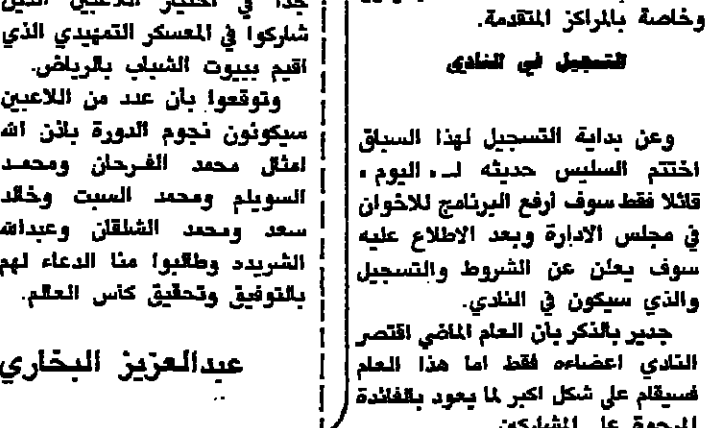 وخاصة بالمراكز المتقدمة.
التسجيل في النادي
وعن بداية التسجيل لهذا السباق
اختتم السليس حديثه لـ « اليوم »
قائلا فقط سوف أرفع البرنامج للاخوان
في مجلس الادارة وبعد الاطلاع عليه
سوف يعلن عن الشروط والتسجيل
والذي سيكون في النادي.
جدير بالذكر بأن العام الماضي اقتصر
النادي اعضاءه فقط اما هذا العام
فسيقام على شكل اكبر لما يعود بالفائدة
المرجوة على المشاركين
جدا في اختيار اللاعبين الذين
شاركوا في المعسكر التمهيدي الذي
اقيم ببيوت الشباب بالرياض.
وتوقعوا بأن عدد من اللاعبين
سيكونون نجوم الدورة باذن الله
امثال محمد الفرحان ومحمد
السويلم ومحمد السبت وخالد
سعد ومحمد الشلقان وعبدالله
الشريدد وطلبوا منا الدعاء لهم
بالتوفيق وتحقيق كأس العالم.
عبدالعزيز البخاري